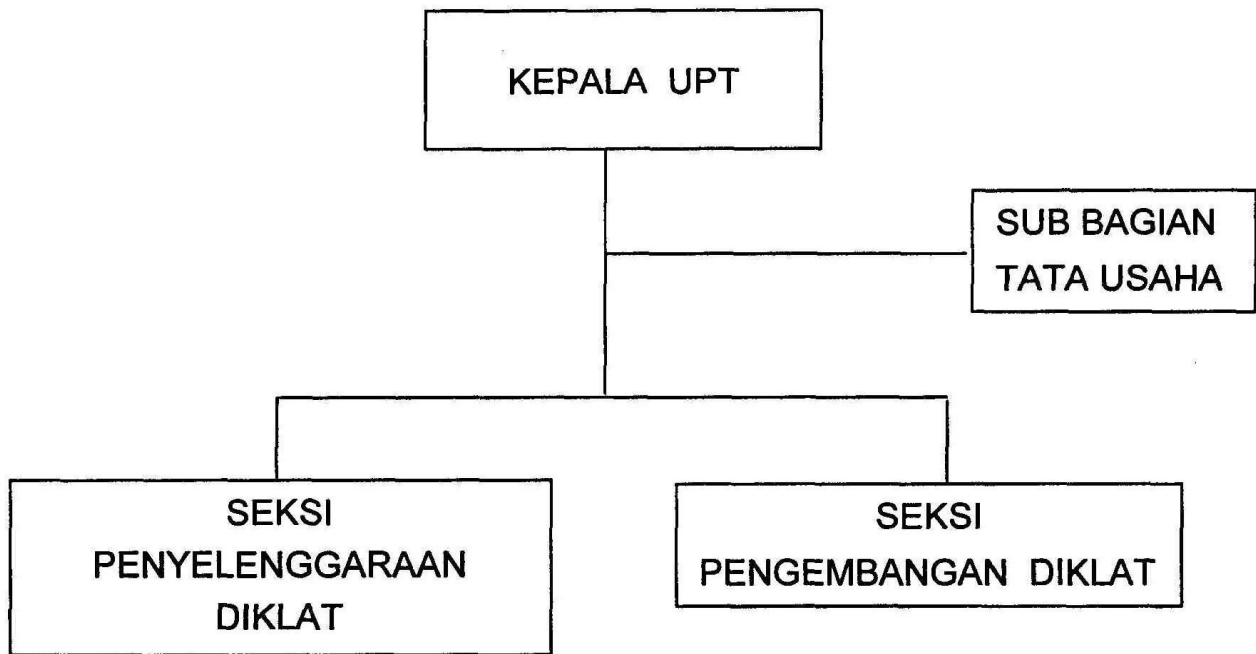 KEPALA UPT
SUB BAGIAN
TATA USAHA
SEKSI
PENYELENGGARAAN
DIKLAT
SEKSI
PENGEMBANGAN DIKLAT